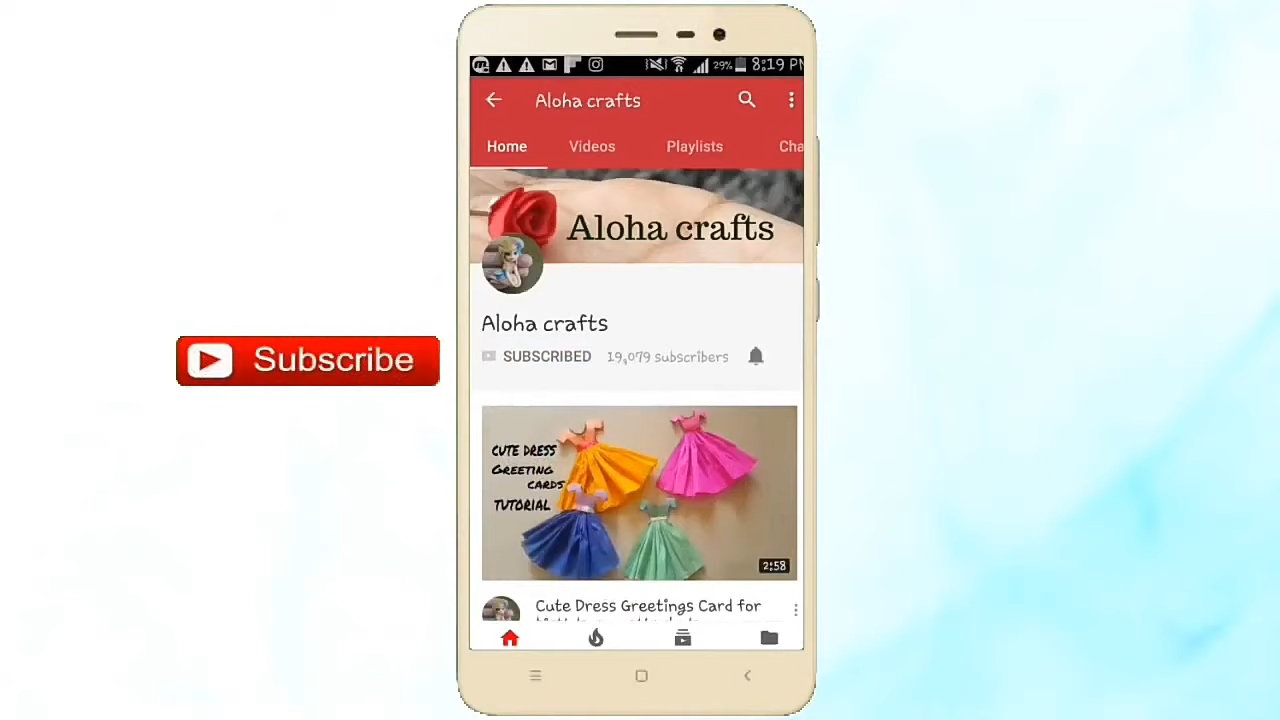 29% 8:19 PM
Aloha crafts
Home Videos Playlists Cha
Aloha crafts
Aloha crafts
SUBSCRIBED 19,079 subscribers
Subscribe
CUTE DRESS
GREETING
CARDS
TUTORIAL
2:58
Cute Dress Greetings Card for